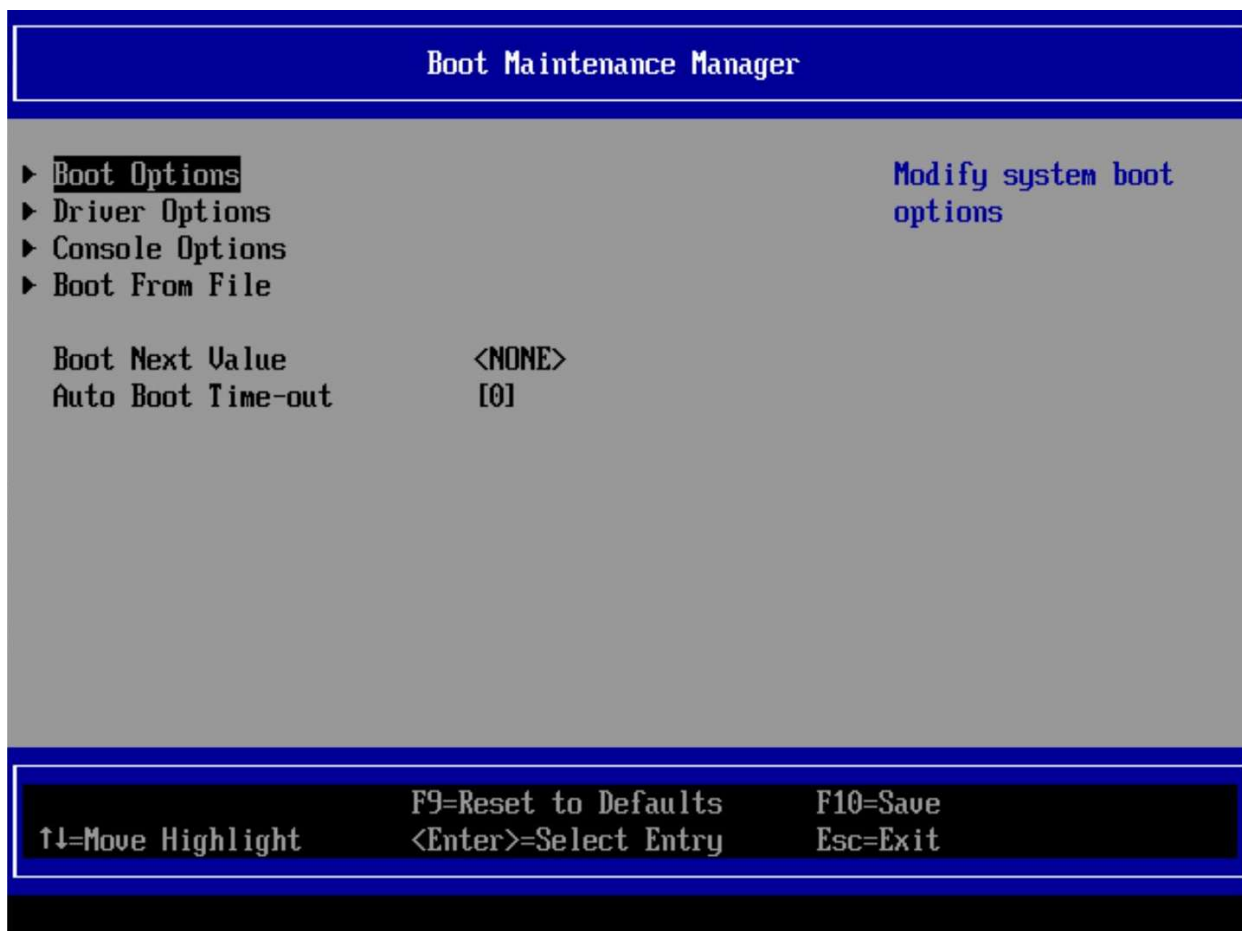 Boot Maintenance Manager
▶ Boot Options
Modify system boot
▶ Driver Options
options
▶ Console Options
▶ Boot From File
Boot Next Value <NONE>
Auto Boot Time-out [0]
F9=Reset to Defaults F10=Save
↑↓=Move Highlight <Enter>=Select Entry Esc=Exit